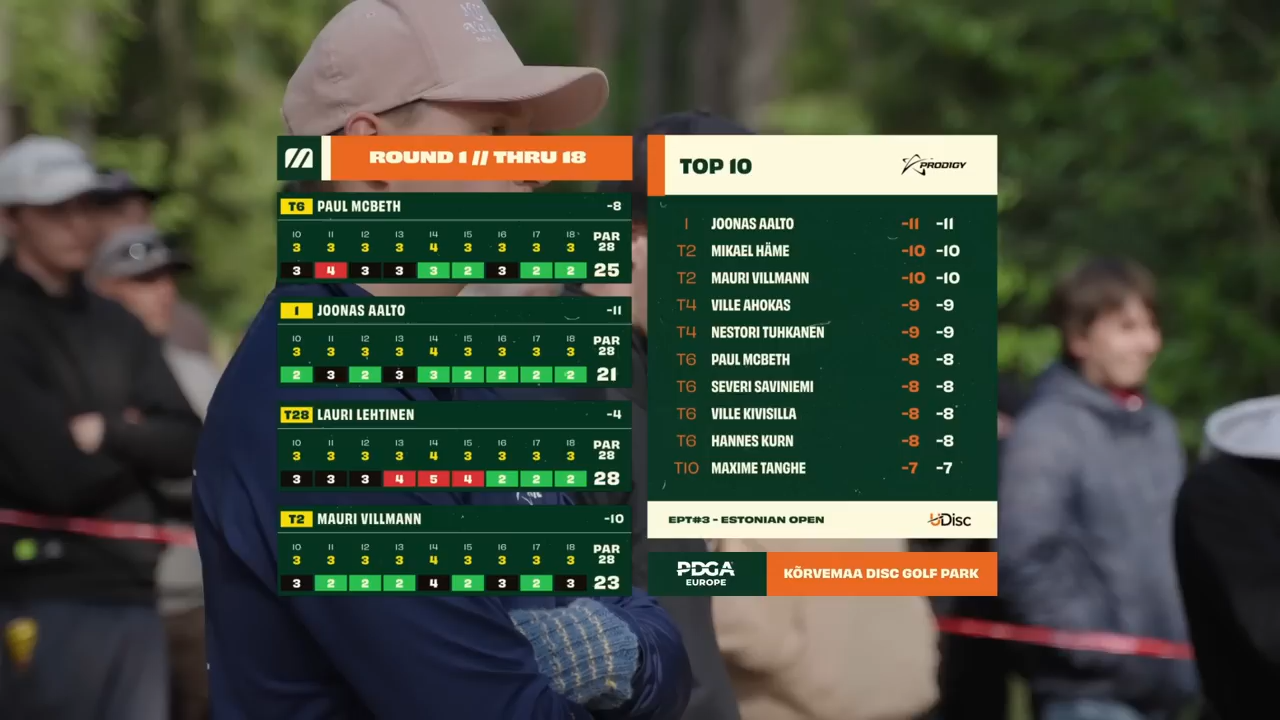 ROUND 1 // THRU 18
T6 PAUL MCBETH -8
10 11 12 13 14 15 16 17 18 PAR
3 3 3 3 4 3 3 3 3 28
3 4 3 3 3 2 3 2 2 25
1 JOONAS AALTO -11
10 11 12 13 14 15 16 17 18 PAR
3 3 3 3 4 3 3 3 3 28
2 3 2 3 3 2 2 2 2 21
T28 LAURI LEHTINEN -4
10 11 12 13 14 15 16 17 18 PAR
3 3 3 3 4 3 3 3 3 28
3 3 3 4 5 4 2 2 2 28
T2 MAURI VILLMANN -10
10 11 12 13 14 15 16 17 18 PAR
3 3 3 3 4 3 3 3 3 28
3 2 2 2 4 2 3 2 3 23
TOP 10 PRODIGY
1 JOONAS AALTO -11 -11
T2 MIKAEL HÄME -10 -10
T2 MAURI VILLMANN -10 -10
T4 VILLE AHOKAS -9 -9
T4 NESTORI TUHKANEN -9 -9
T6 PAUL MCBETH -8 -8
T6 SEVERI SAVINIEMI -8 -8
T6 VILLE KIVISILLA -8 -8
T6 HANNES KURN -8 -8
T10 MAXIME TANGHE -7 -7
EPT#3 - ESTONIAN OPEN UDisc
PDGA
EUROPE
KÕRVEMAA DISC GOLF PARK